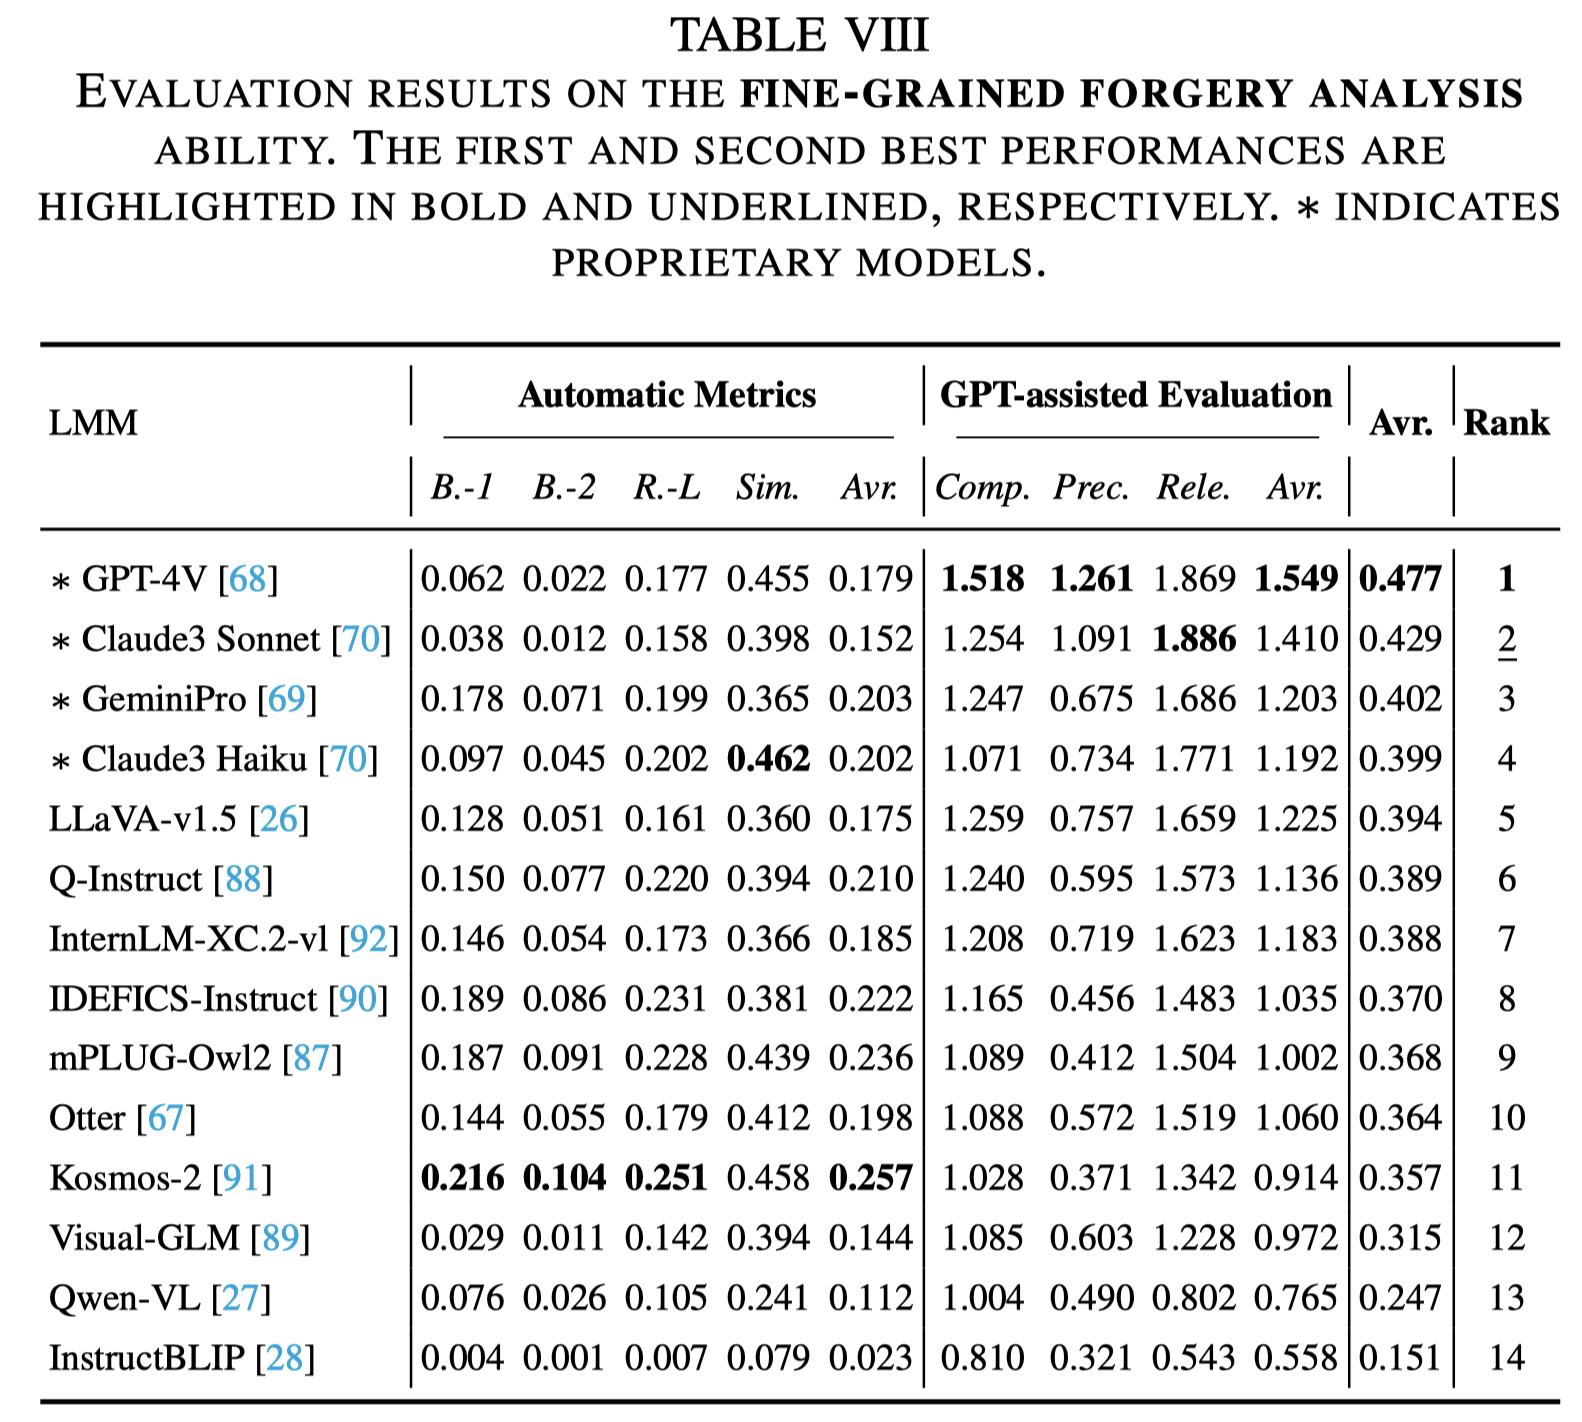 TABLE VIII
EVALUATION RESULTS ON THE FINE-GRAINED FORGERY ANALYSIS
ABILITY. THE FIRST AND SECOND BEST PERFORMANCES ARE
HIGHLIGHTED IN BOLD AND UNDERLINED, RESPECTIVELY. ∗ INDICATES
PROPRIETARY MODELS.
LMM Automatic Metrics GPT-assisted Evaluation Avr. Rank
B.-1 B.-2 R.-L Sim. Avr. Comp. Prec. Rele. Avr.
∗ GPT-4V [68] 0.062 0.022 0.177 0.455 0.179 1.518 1.261 1.869 1.549 0.477 1
∗ Claude3 Sonnet [70] 0.038 0.012 0.158 0.398 0.152 1.254 1.091 1.886 1.410 0.429 2
∗ GeminiPro [69] 0.178 0.071 0.199 0.365 0.203 1.247 0.675 1.686 1.203 0.402 3
∗ Claude3 Haiku [70] 0.097 0.045 0.202 0.462 0.202 1.071 0.734 1.771 1.192 0.399 4
LLaVA-v1.5 [26] 0.128 0.051 0.161 0.360 0.175 1.259 0.757 1.659 1.225 0.394 5
Q-Instruct [88] 0.150 0.077 0.220 0.394 0.210 1.240 0.595 1.573 1.136 0.389 6
InternLM-XC.2-vl [92] 0.146 0.054 0.173 0.366 0.185 1.208 0.719 1.623 1.183 0.388 7
IDEFICS-Instruct [90] 0.189 0.086 0.231 0.381 0.222 1.165 0.456 1.483 1.035 0.370 8
mPLUG-Owl2 [87] 0.187 0.091 0.228 0.439 0.236 1.089 0.412 1.504 1.002 0.368 9
Otter [67] 0.144 0.055 0.179 0.412 0.198 1.088 0.572 1.519 1.060 0.364 10
Kosmos-2 [91] 0.216 0.104 0.251 0.458 0.257 1.028 0.371 1.342 0.914 0.357 11
Visual-GLM [89] 0.029 0.011 0.142 0.394 0.144 1.085 0.603 1.228 0.972 0.315 12
Qwen-VL [27] 0.076 0.026 0.105 0.241 0.112 1.004 0.490 0.802 0.765 0.247 13
InstructBLIP [28] 0.004 0.001 0.007 0.079 0.023 0.810 0.321 0.543 0.558 0.151 14